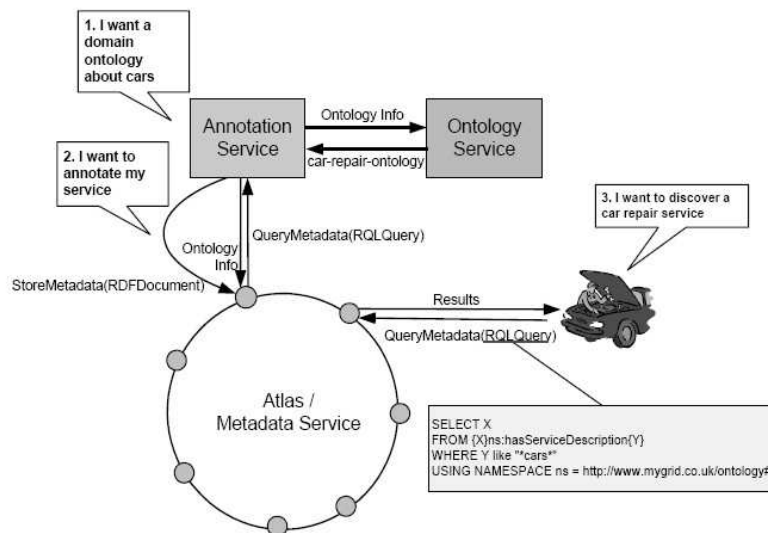 1. I want a
domain
ontology
about cars
Annotation
Service
Ontology Info
car-repair-ontology
Ontology
Service
2. I want to
annotate my
service
3. I want to discover a
car repair service
QueryMetadata(RQLQuery)
Ontology
Info
StoreMetadata(RDFDocument)
Results
QueryMetadata(RQLQuery)
Atlas /
Metadata Service
SELECT X
FROM {X}ns:hasServiceDescription{Y}
WHERE Y like "*cars*"
USING NAMESPACE ns = http://www.mygrid.co.uk/ontology#